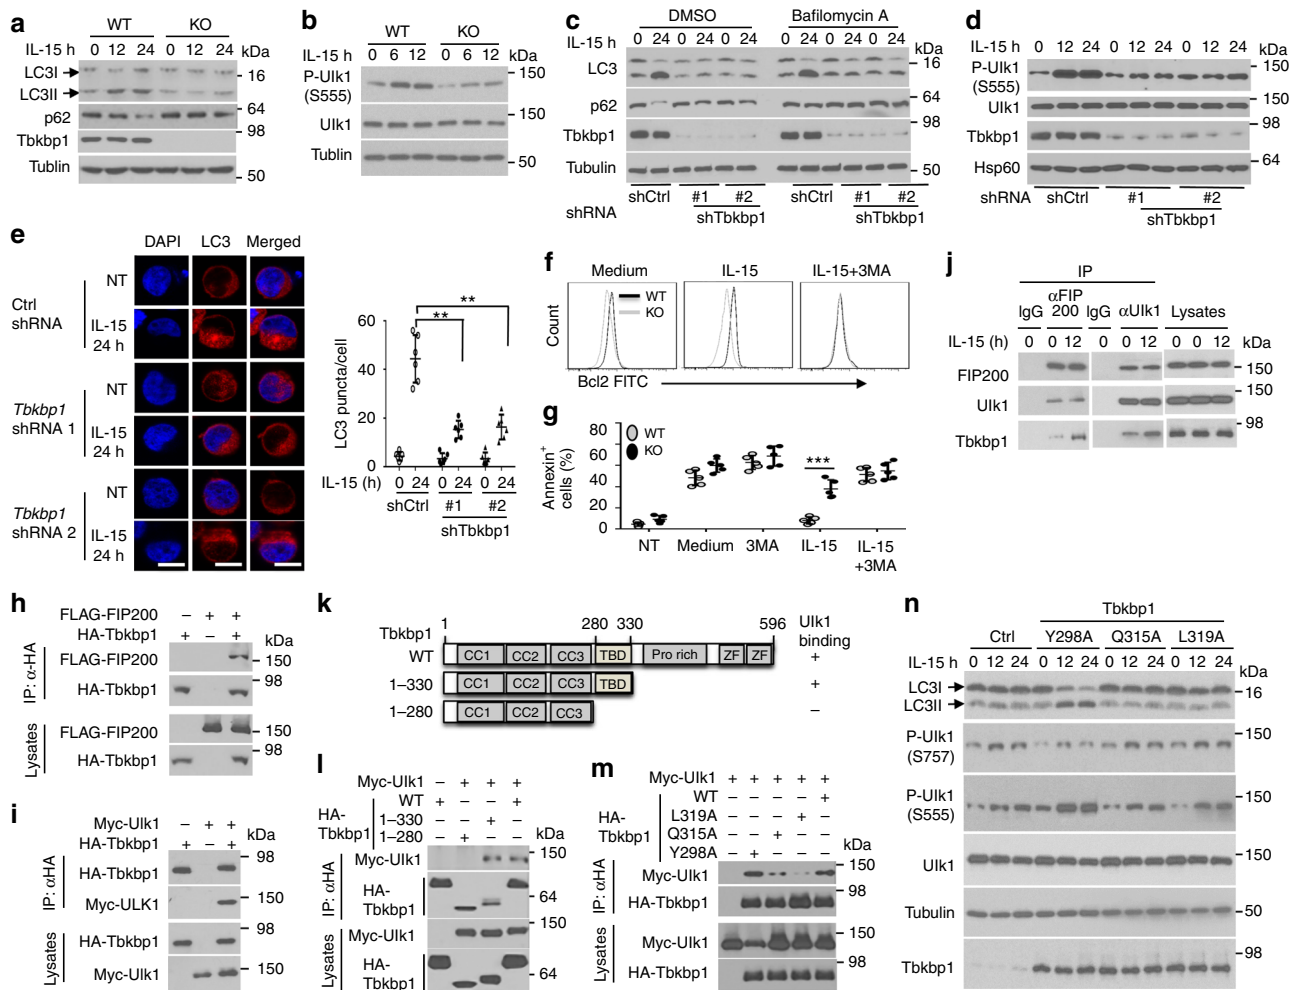 a
WT KO
IL-15 h 0 12 24 0 12 24 kDa
LC3I 16
LC3II
p62 64
Tbkbp1 98
Tublin 50
b
WT KO
IL-15 h 0 6 12 0 6 12 kDa
P-Ulk1 (S555) 150
Ulk1 150
Tublin 50
c
DMSO Bafilomycin A
IL-15 h 0 24 0 24 0 24 0 24 0 24 0 24 kDa
LC3 16
p62 64
Tbkbp1 98
Tubulin 50
shCtrl #1 #2 shCtrl #1 #2
shRNA shTbkbp1 shTbkbp1
d
IL-15 h 0 12 24 0 12 24 0 12 24 kDa
P-Ulk1 (S555) 150
Ulk1 150
Tbkbp1 98
Hsp60 64
shRNA shCtrl #1 #2
shTbkbp1
e
DAPI LC3 Merged
Ctrl shRNA
NT
IL-15 24 h
Tbkbp1 shRNA 1
NT
IL-15 24 h
Tbkbp1 shRNA 2
NT
IL-15 24 h
LC3 puncta/cell
60
40
20
0
**
**
IL-15 (h) 0 24 0 24 0 24
shCtrl #1 #2
shTbkbp1
f
Medium IL-15 IL-15+3MA
Count
WT
KO
Bcl2 FITC
g
Annexin+ cells (%)
80
60
40
20
0
WT
KO
***
NT Medium 3MA IL-15 IL-15 +3MA
h
FLAG-FIP200 – + +
HA-Tbkbp1 + – + kDa
IP: α-HA
FLAG-FIP200 150
HA-Tbkbp1 98
Lysates
FLAG-FIP200 150
HA-Tbkbp1 98
i
Myc-Ulk1 – + +
HA-Tbkbp1 + – + kDa
IP: αHA
HA-Tbkbp1 98
Myc-ULK1 150
Lysates
HA-Tbkbp1 98
Myc-Ulk1 150
j
IP
IgG αFIP 200 IgG αUlk1 Lysates
IL-15 (h) 0 0 12 0 0 12 0 12 kDa
FIP200 150
Ulk1 150
Tbkbp1 98
k
1 280 330 596 Ulk1 binding
Tbkbp1
WT CC1 CC2 CC3 TBD Pro rich ZF ZF +
1–330 CC1 CC2 CC3 TBD +
1–280 CC1 CC2 CC3 –
l
Myc-Ulk1 – + + +
HA-Tbkbp1
WT + – – +
1–330 – – + –
1–280 – + – –
kDa
IP: αHA
Myc-Ulk1 150
HA-Tbkbp1 64
Lysates
Myc-Ulk1 150
HA-Tbkbp1 64
m
Myc-Ulk1 + + + + +
HA-Tbkbp1
WT – – – – +
L319A – – – + –
Q315A – – + – –
Y298A – + – – –
kDa
IP: αHA
Myc-Ulk1 150
HA-Tbkbp1 98
Lysates
Myc-Ulk1 150
HA-Tbkbp1 98
n
Tbkbp1
Ctrl Y298A Q315A L319A
IL-15 h 0 12 24 0 12 24 0 12 24 0 12 24 kDa
LC3I 16
LC3II
P-Ulk1 (S757) 150
P-Ulk1 (S555) 150
Ulk1 150
Tubulin 50
Tbkbp1 98